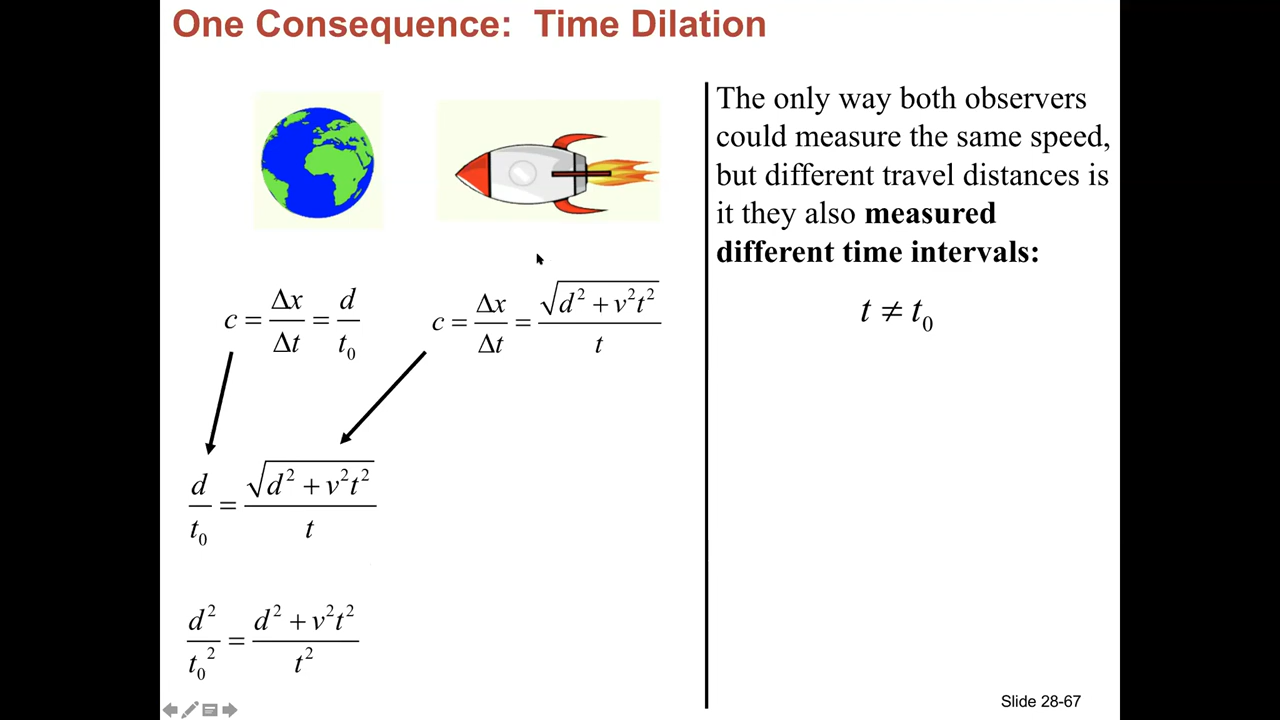 One Consequence: Time Dilation
The only way both observers
could measure the same speed,
but different travel distances is
it they also measured
different time intervals:
t ≠ t₀
c = Δx/Δt = d/t₀
c = Δx/Δt = √(d² + v²t²)/t
d/t₀ = √(d² + v²t²)/t
d²/t₀² = (d² + v²t²)/t²
Slide 28-67